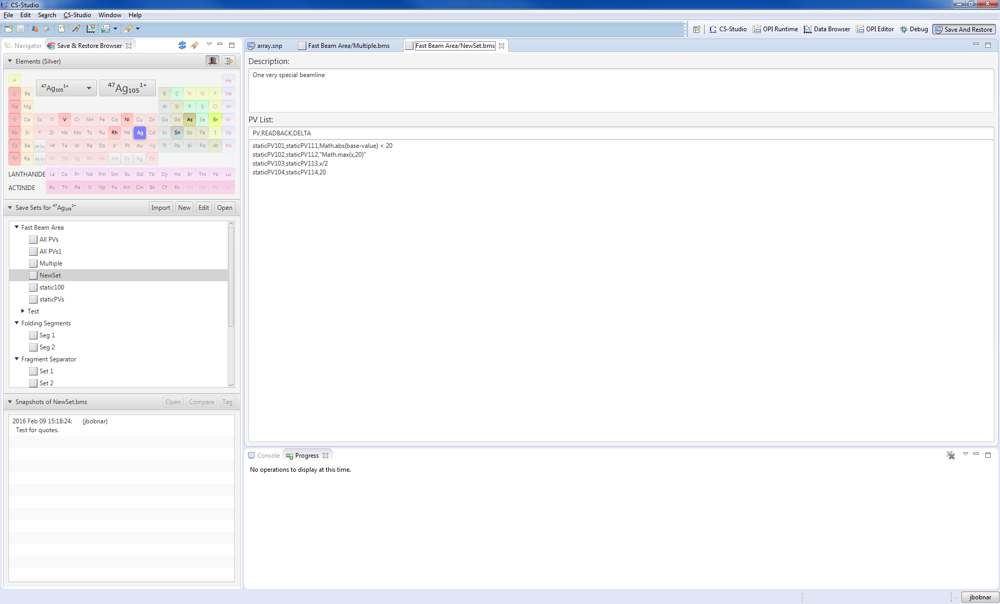 CS-Studio
File Edit Search CS-Studio Window Help
CS-Studio OPI Runtime Data Browser OPI Editor Debug Save And Restore
Navigator Save & Restore Browser
Elements (Silver)
47Ag105 1+ 47Ag105 1+
H He
Li Be B C N O F Ne
Na Mg Al Si P S Cl Ar
K Ca Sc Ti V Cr Mn Fe Co Ni Cu Zn Ga Ge As Se Br Kr
Rb Sr Y Zr Nb Mo Tc Ru Rh Pd Ag Cd In Sn Sb Te I Xe
Cs Ba La-Lu Hf Ta W Re Os Ir Pt Au Hg Tl Pb Bi Po At Rn
Fr Ra Ac-Lr Rf Db Sg Bh Hs Mt Ds Rg Cn
LANTHANIDE La Ce Pr Nd Pm Sm Eu Gd Tb Dy Ho Er Tm Yb Lu
ACTINIDE Ac Th Pa U Np Pu Am Cm Bk Cf Es Fm Md No Lr
Save Sets for 47Ag105 1+ Import New Edit Open
Fast Beam Area
All PVs
All PVs1
Multiple
NewSet
static100
staticPVs
Test
Folding Segments
Seg 1
Seg 2
Fragment Separator
Set 1
Set 2
Snapshots of NewSet.bms Open Compare Tag
2016 Feb 09 15:18:24: (jbobnar)
Test for quotes.
array.snp Fast Beam Area/Multiple.bms Fast Beam Area/NewSet.bms
Description:
One very special beamline
PV List:
PV,READBACK,DELTA
staticPV101,staticPV111,Math.abs(base-value) < 20
staticPV102,staticPV112,"Math.max(x,20)"
staticPV103,staticPV113,x/2
staticPV104,staticPV114,20
Console Progress
No operations to display at this time.
jbobnar